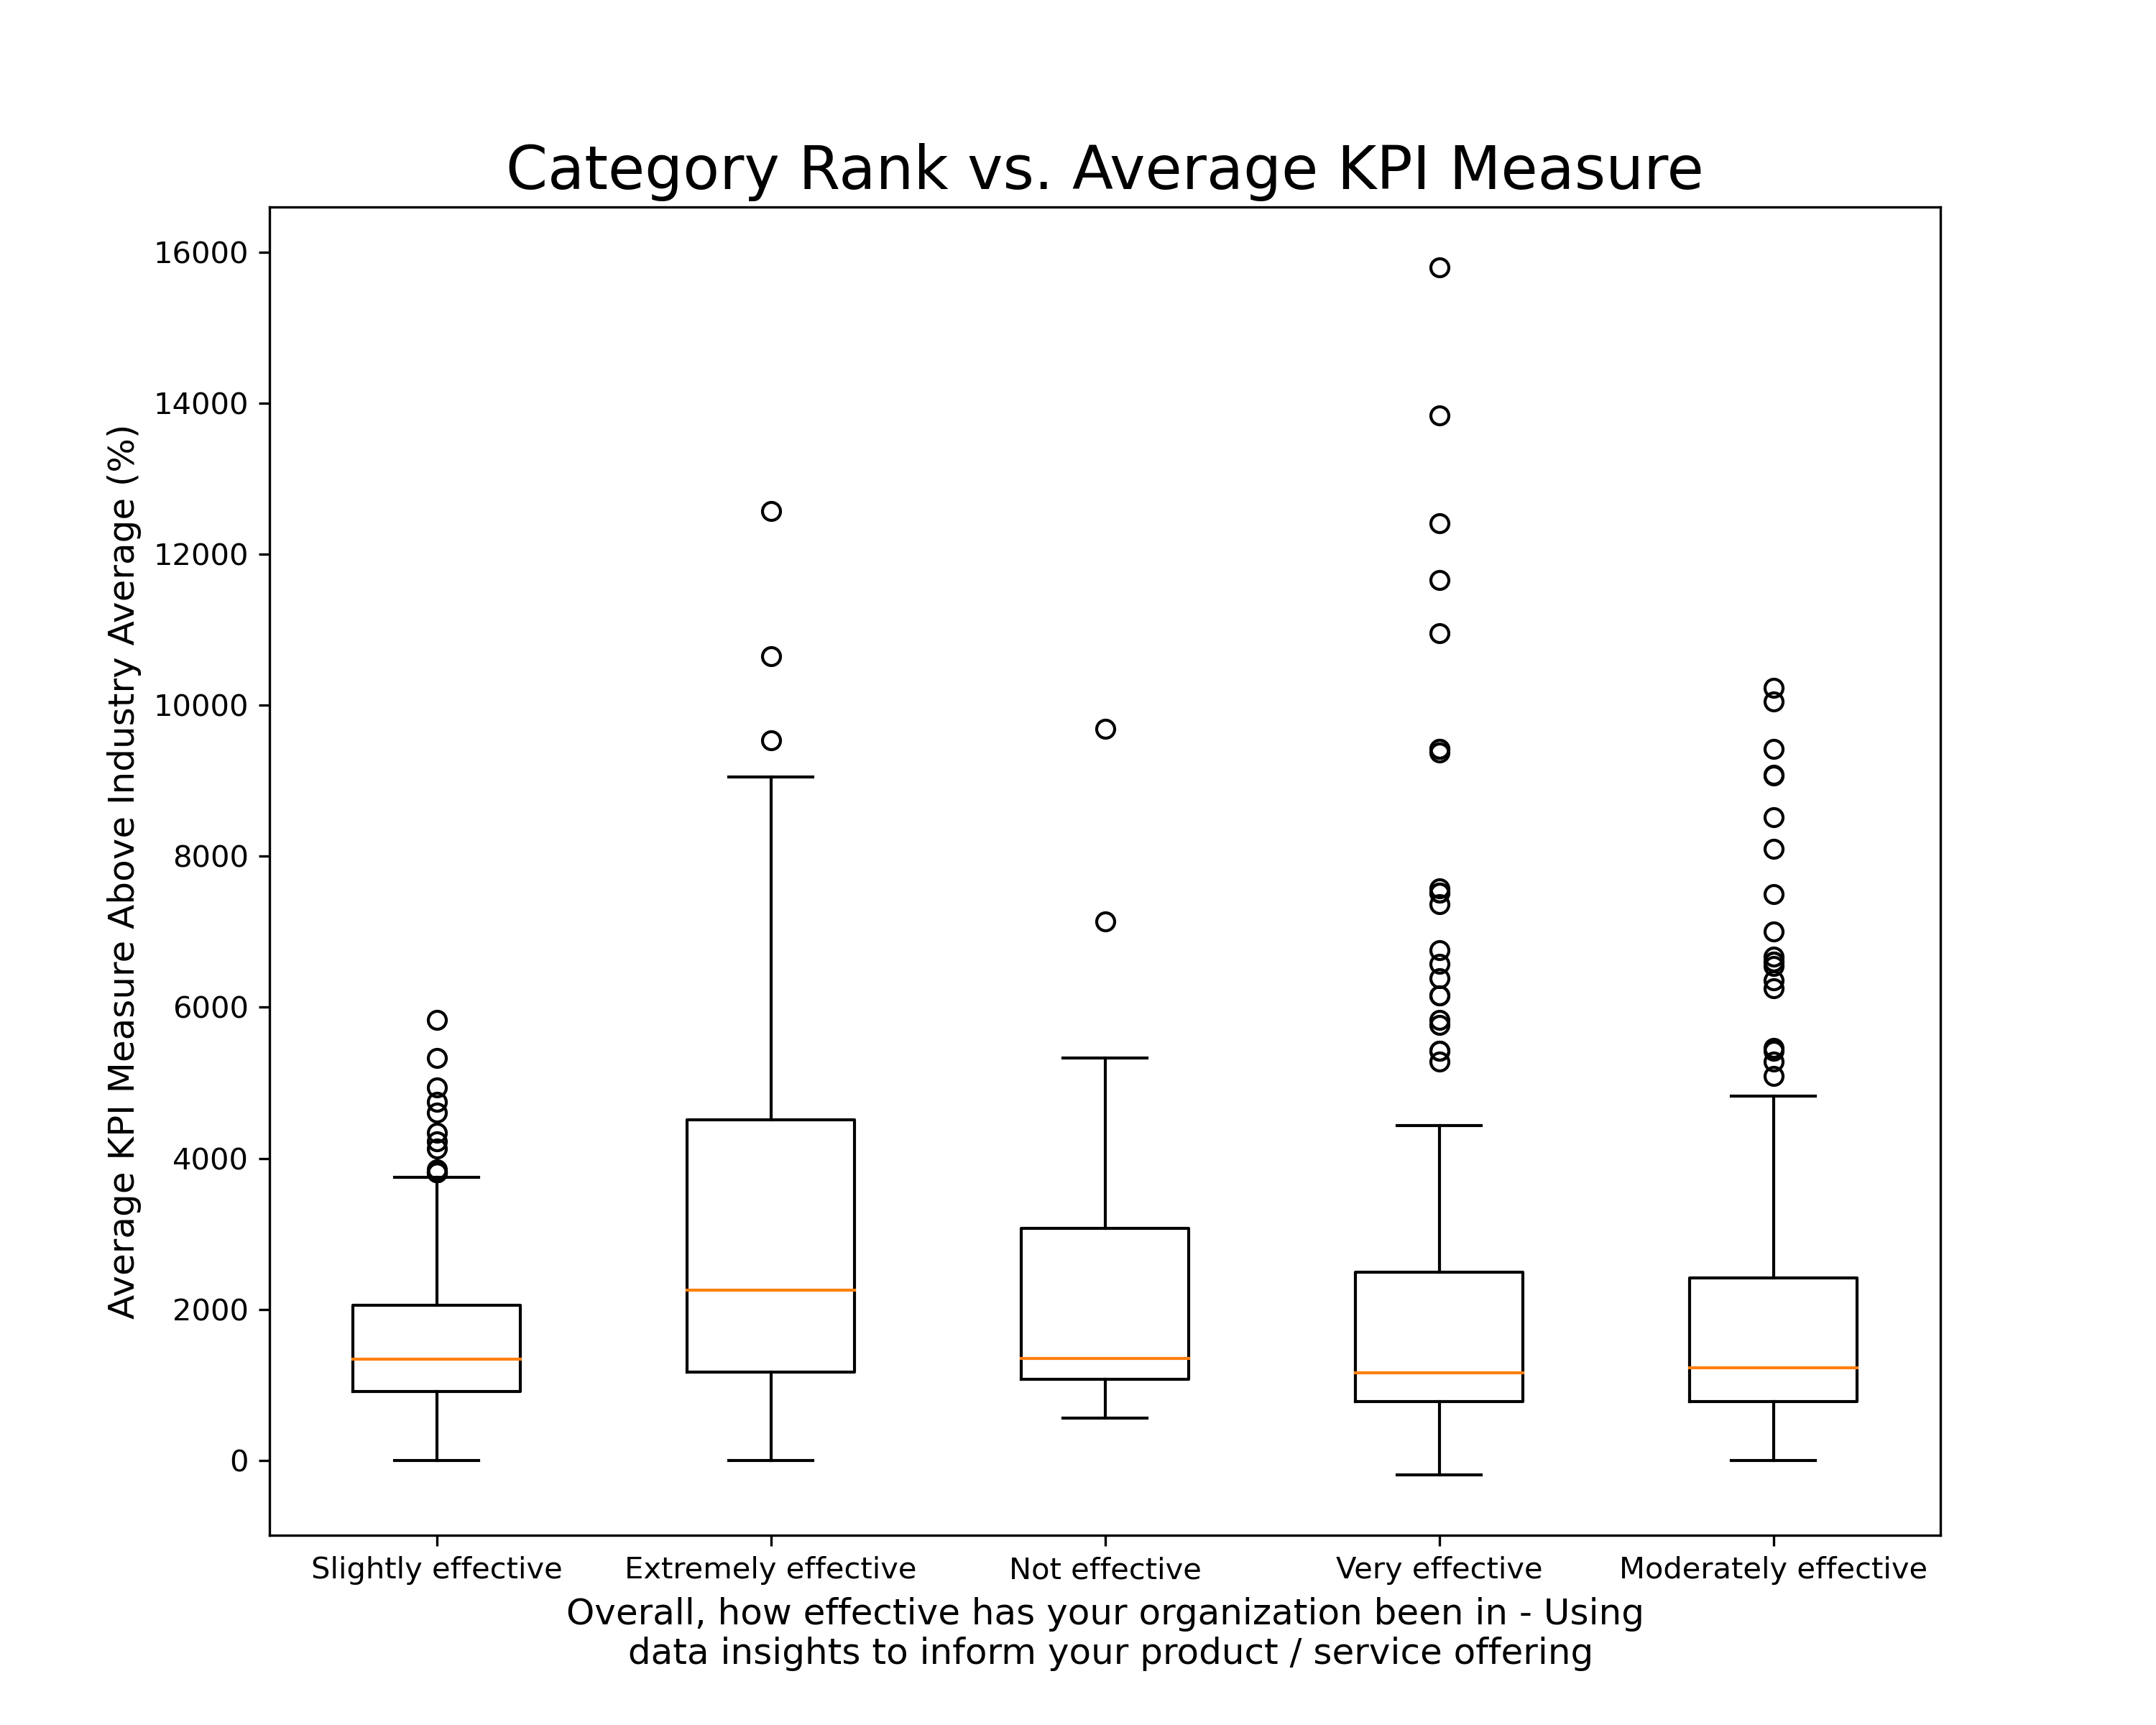 Category Rank vs. Average KPI Measure
Average KPI Measure Above Industry Average (%)
16000
14000
12000
10000
8000
6000
4000
2000
0
Slightly effective
Extremely effective
Not effective
Very effective
Moderately effective
Overall, how effective has your organization been in - Using
data insights to inform your product / service offering